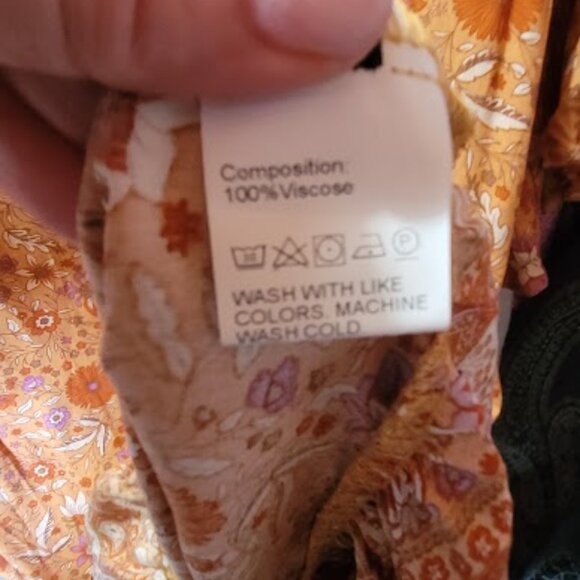 Composition:
100%Viscose
P
WASH WITH LIKE
COLORS. MACHINE
WASH COLD